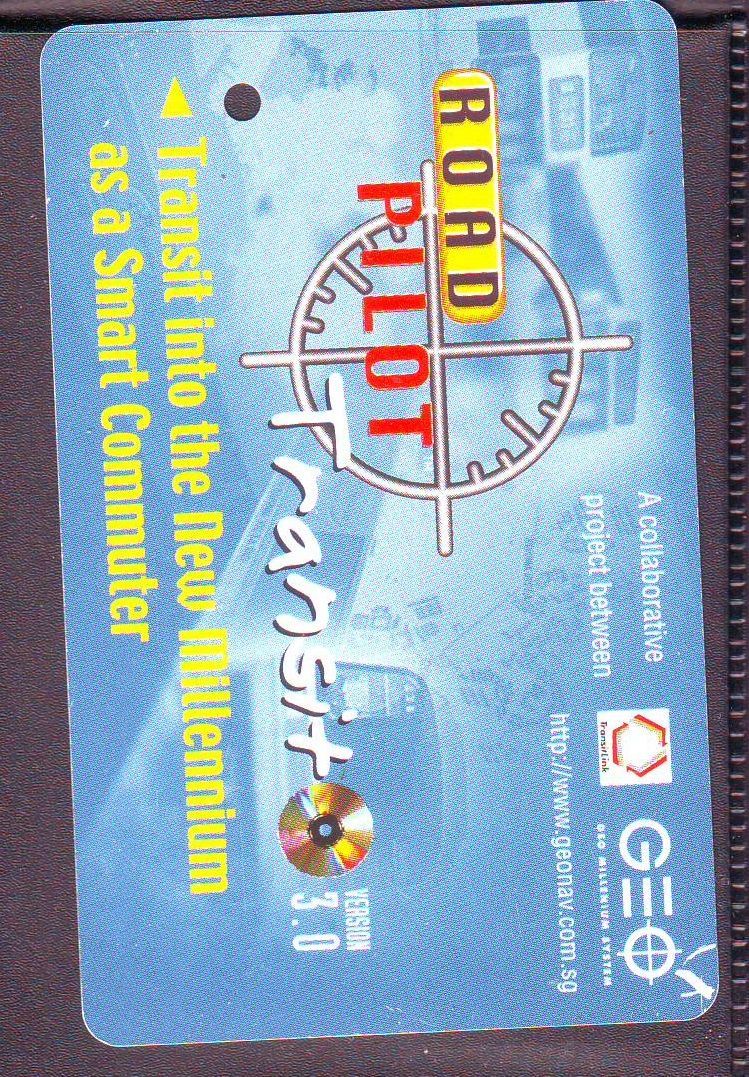 A collaborative
project between
TransitLink
GEO
GEO MILLENIUM SYSTEM
http://www.geonav.com.sg
ROAD
PILOT
Transit
VERSION
3.0
Transit into the new millennium
as a Smart Commuter